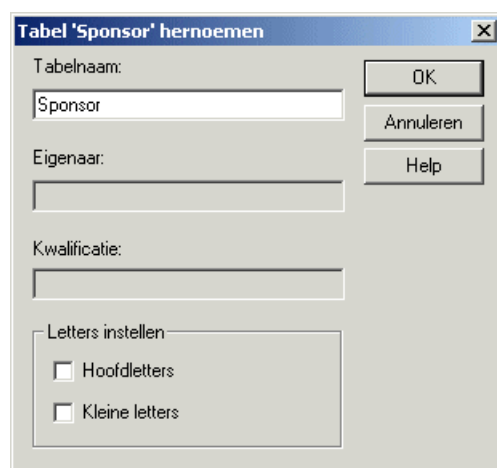 Tabel 'Sponsor' hernoemen
Tabelnaam:
Sponsor
Eigenaar:
Kwalificatie:
Letters instellen
Hoofdletters
Kleine letters
OK
Annuleren
Help